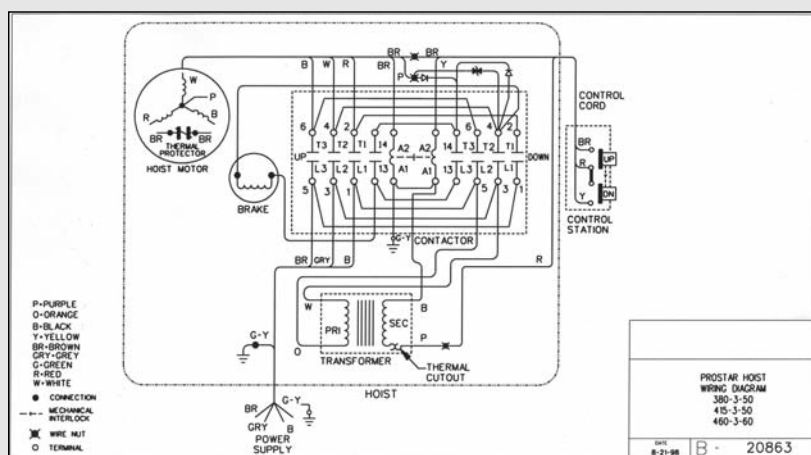 BR BR
B W R BR Y
P
W
P
R B
BR BR
THERMAL
PROTECTOR
HOIST MOTOR
CONTROL
CORD
6 4 2 6 4 2
T3 T2 T1 14 A2 A2 14 T3 T2 T1
UP DOWN
L3 L2 L1 13 A1 A1 13 L3 L2 L1
5 3 1 5 3 1
BRAKE
BR UP
R
Y DN
CONTROL
STATION
G-Y CONTACTOR
BR GRY B
W B R
PRI SEC
O P
TRANSFORMER
THERMAL
CUTOUT
G-Y
HOIST
P-PURPLE
O-ORANGE
B-BLACK
Y-YELLOW
BR-BROWN
GRY-GREY
G-GREEN
R-RED
W-WHITE
CONNECTION
MECHANICAL
INTERLOCK
WIRE NUT
TERMINAL
G-Y
BR
GRY B
POWER
SUPPLY
PROSTAR HOIST
WIRING DIAGRAM
380-3-50
415-3-50
460-3-60
DATE
8-21-98
B - 20863